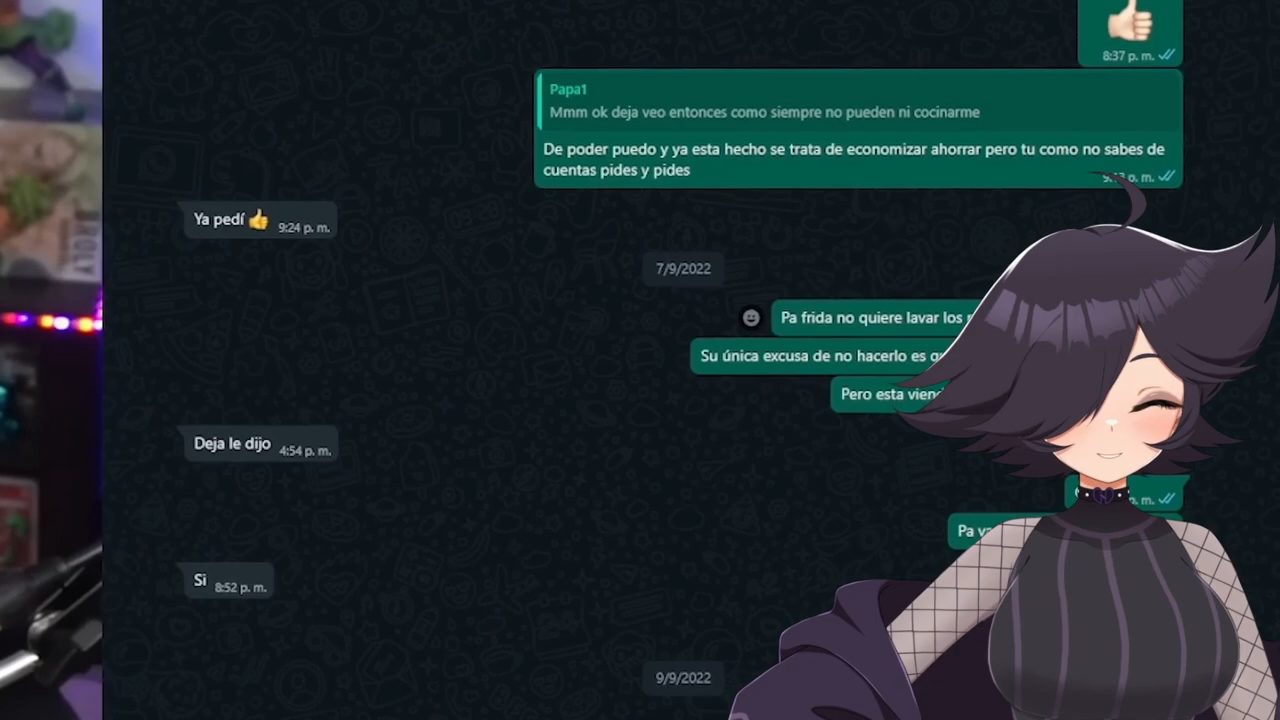 8:37 p. m.
Papa1
Mmm ok deja veo entonces como siempre no pueden ni cocinarme
De poder puedo y ya esta hecho se trata de economizar ahorrar pero tu como no sabes de
cuentas pides y pides
p. m.
Ya pedí 👍 9:24 p. m.
7/9/2022
Pa frida no quiere lavar los
Su única excusa de no hacerlo es
Pero esta
Deja le dijo 4:54 p. m.
p. m.
Pa
Si 8:52 p. m.
9/9/2022